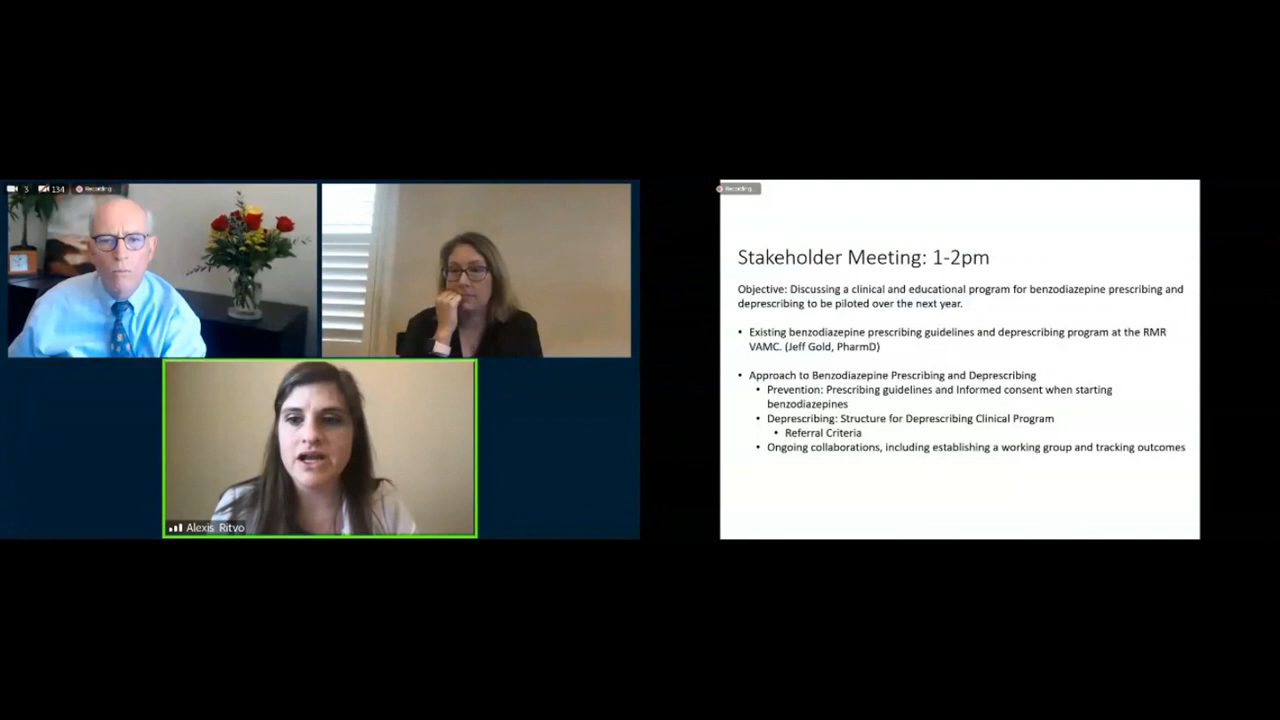 3 134 Recording
Alexis Ritvo
Recording
Stakeholder Meeting: 1-2pm
Objective: Discussing a clinical and educational program for benzodiazepine prescribing and
deprescribing to be piloted over the next year.
• Existing benzodiazepine prescribing guidelines and deprescribing program at the RMR
VAMC. (Jeff Gold, PharmD)
• Approach to Benzodiazepine Prescribing and Deprescribing
• Prevention: Prescribing guidelines and Informed consent when starting
benzodiazepines
• Deprescribing: Structure for Deprescribing Clinical Program
• Referral Criteria
• Ongoing collaborations, including establishing a working group and tracking outcomes